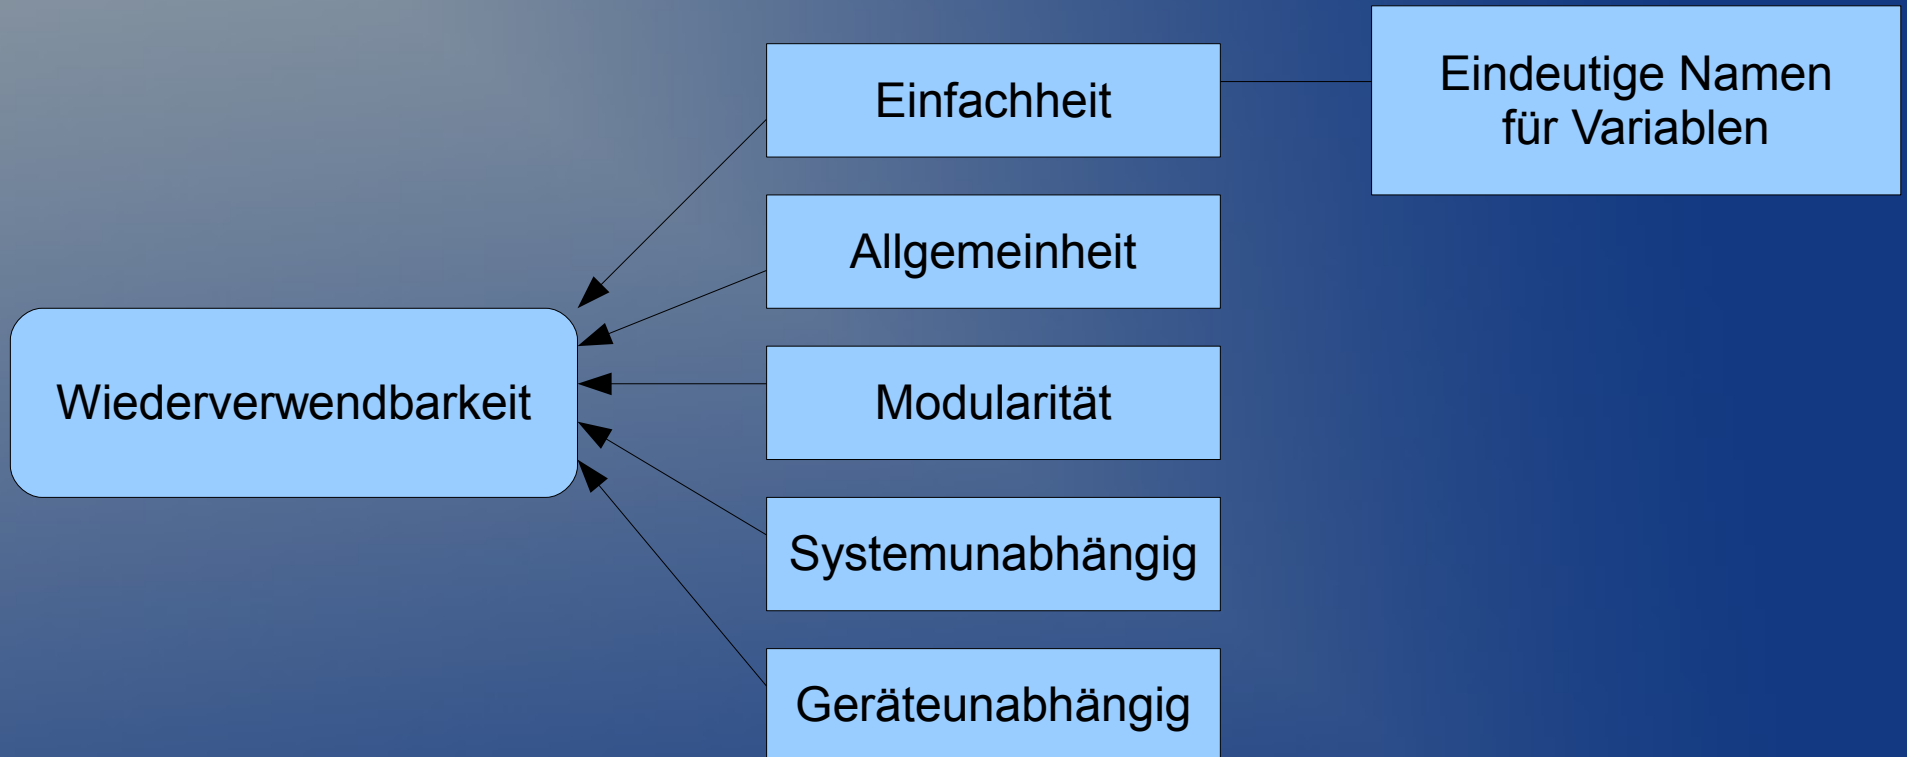 Einfachheit
Eindeutige Namen
für Variablen
Allgemeinheit
Wiederverwendbarkeit
Modularität
Systemunabhängig
Geräteunabhängig